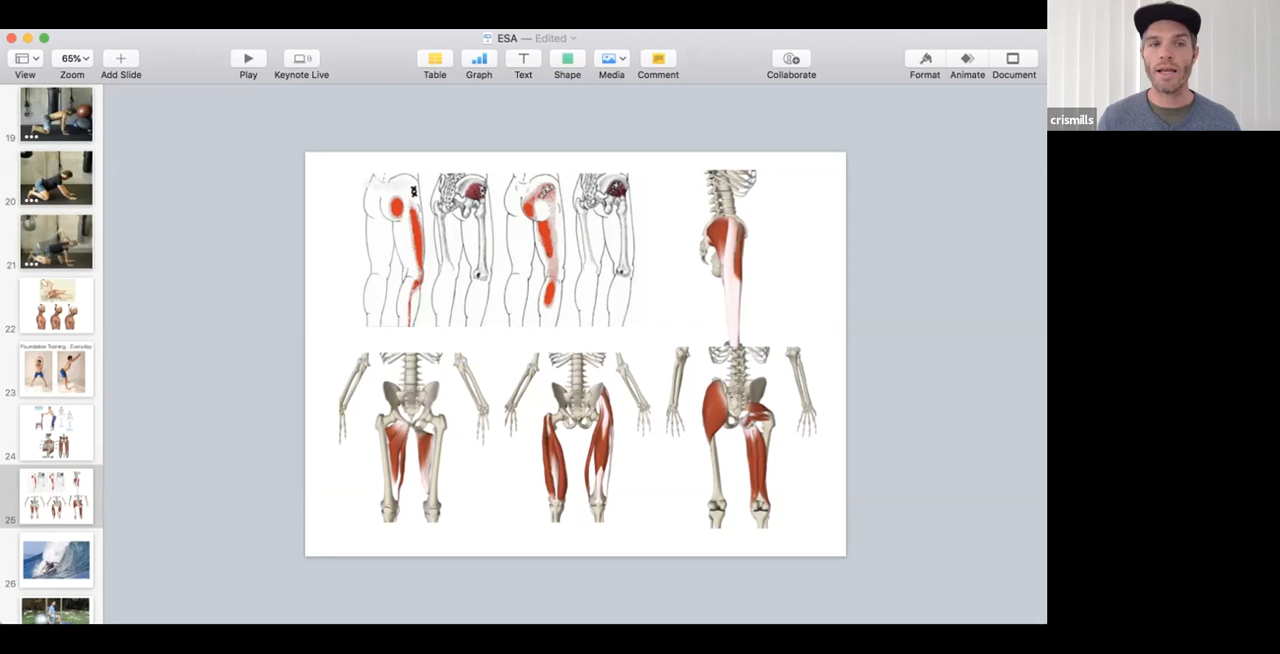 ESA — Edited
65%
View
Zoom
Add Slide
Play
Keynote Live
Table
Graph
Text
Shape
Media
Comment
Collaborate
Format
Animate
Document
crismills
19
20
21
22
Foundation Training - Everyday
23
24
25
26